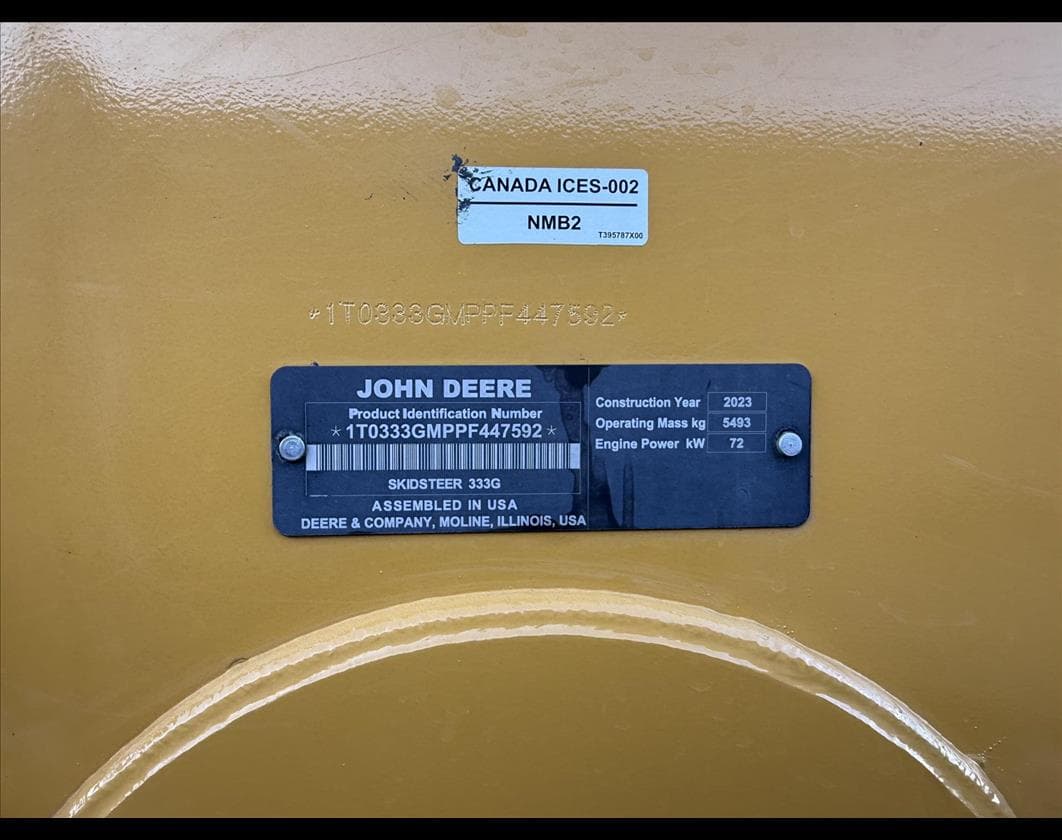 CANADA ICES-002
NMB2
T395787X00
*1T0333GMPPF447592*
JOHN DEERE
Product Identification Number
*1T0333GMPPF447592*
SKIDSTEER 333G
ASSEMBLED IN USA
DEERE & COMPANY, MOLINE, ILLINOIS, USA
Construction Year 2023
Operating Mass kg 5493
Engine Power kW 72